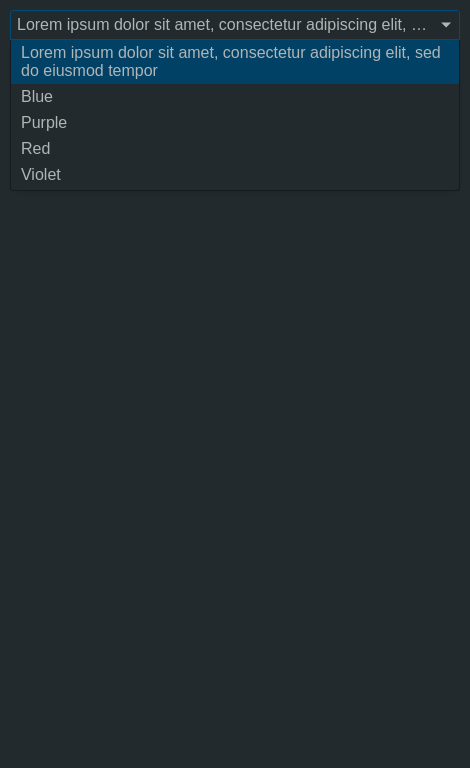 Lorem ipsum dolor sit amet, consectetur adipiscing elit, …
Lorem ipsum dolor sit amet, consectetur adipiscing elit, sed
do eiusmod tempor
Blue
Purple
Red
Violet